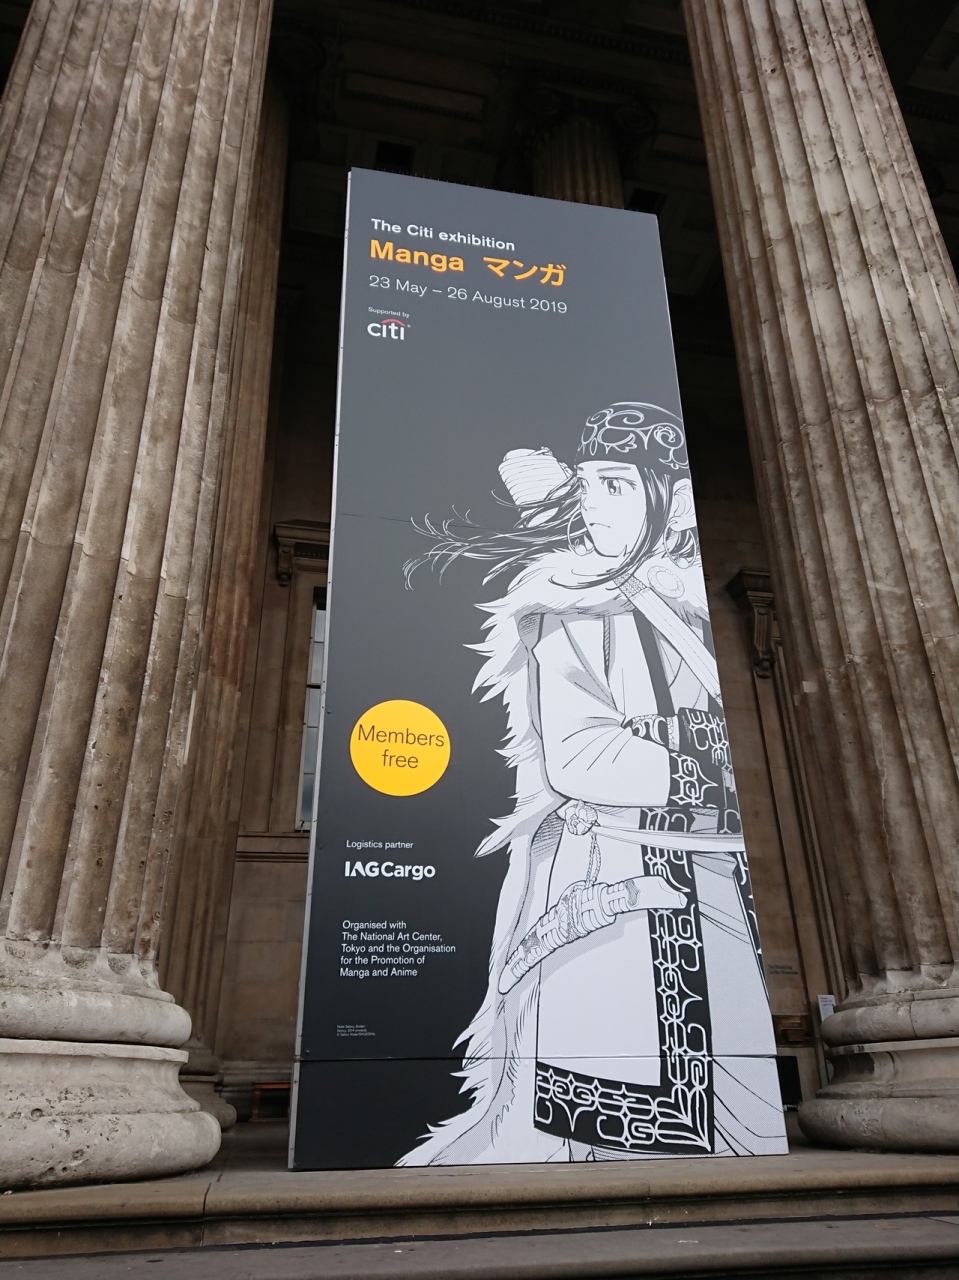 The Citi exhibition
Manga マンガ
23 May – 26 August 2019
Supported by
citi
Members
free
Logistics partner
IAGCargo
Organised with
The National Art Center,
Tokyo and the Organisation
for the Promotion of
Manga and Anime